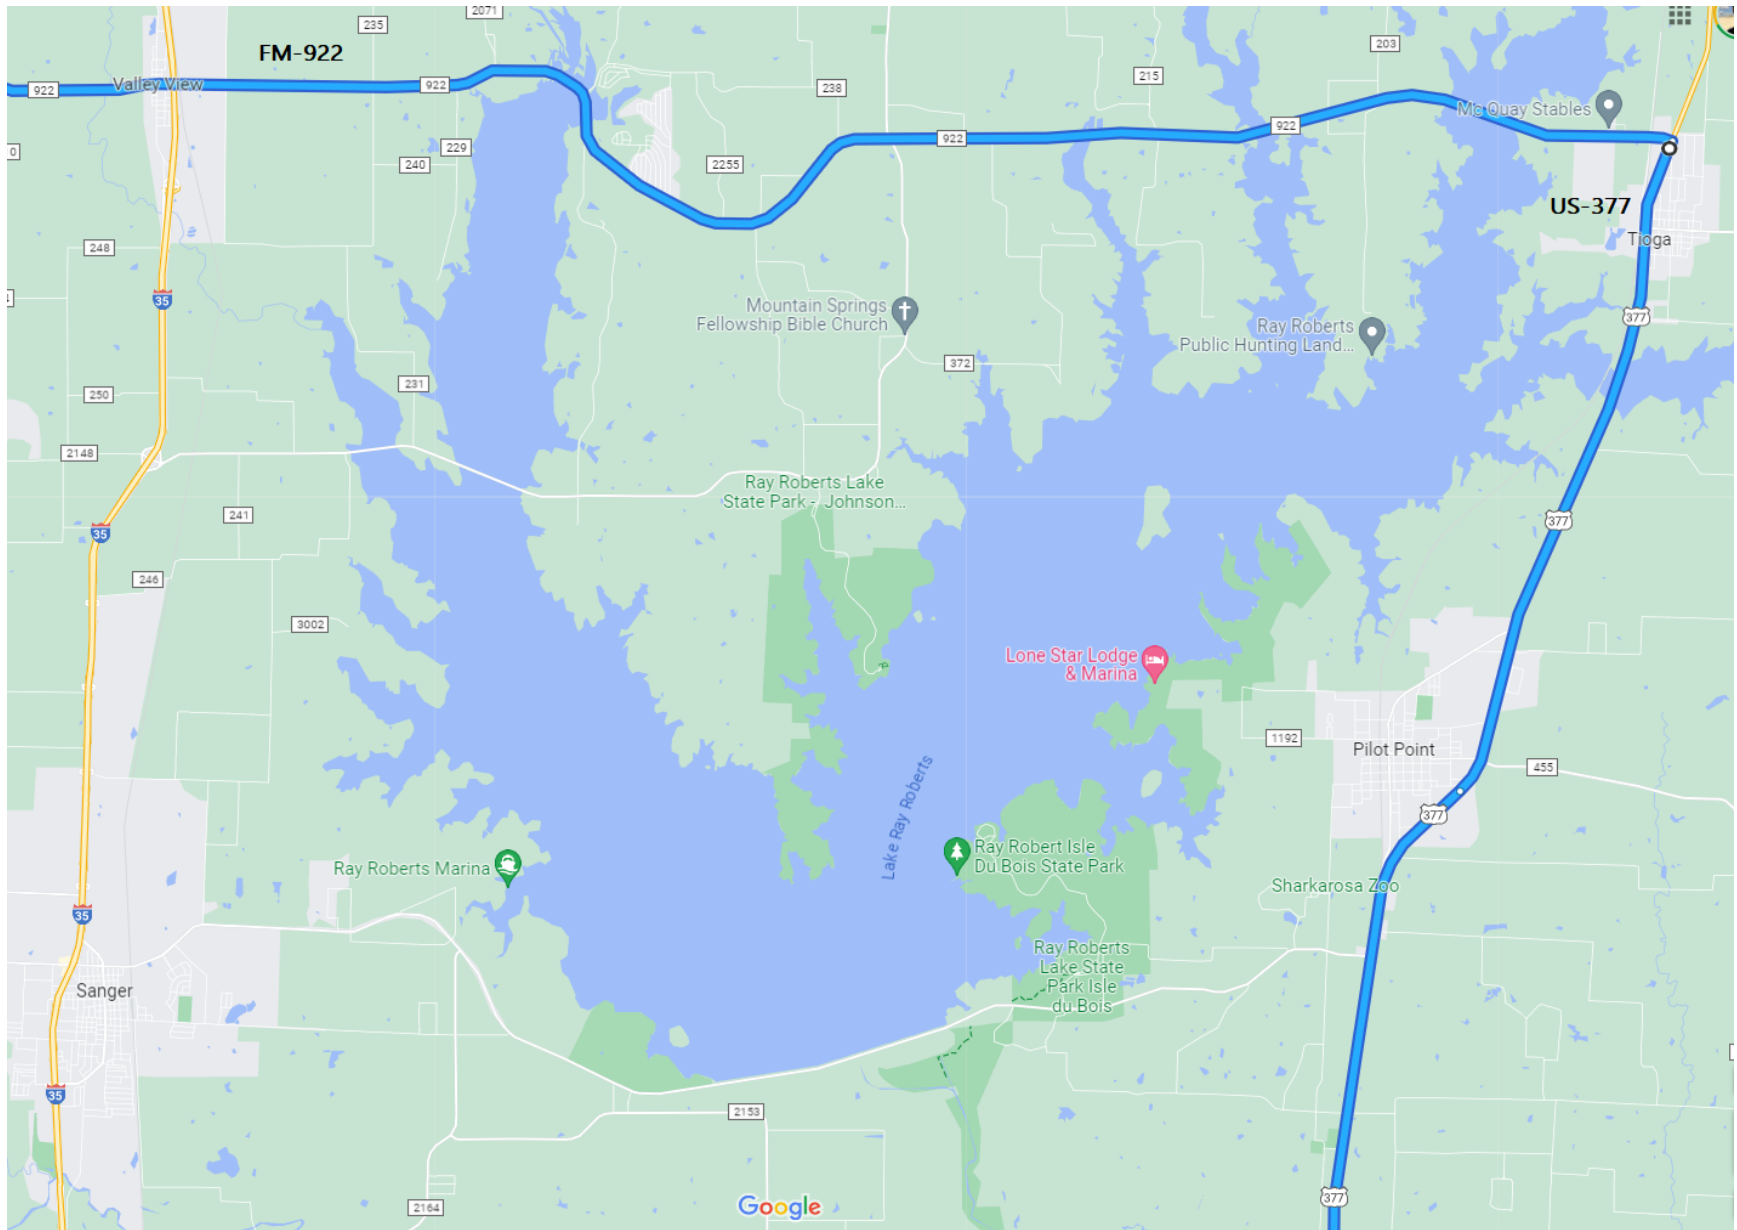 2071
235
FM-922
203
922
Valley View
922
238
215
Mc Quay Stables
922
922
229
240
2255
0
US-377
Tioga
248
35
Mountain Springs
Fellowship Bible Church
377
Ray Roberts
Public Hunting Land...
372
231
250
2148
Ray Roberts Lake
State Park - Johnson...
241
35
377
246
3002
Lone Star Lodge
& Marina
1192
Pilot Point
455
377
Lake Ray Roberts
Ray Roberts Marina
Ray Robert Isle
Du Bois State Park
Sharkarosa Zoo
35
Ray Roberts
Lake State
Park Isle
du Bois
Sanger
35
2153
2164
Google
377